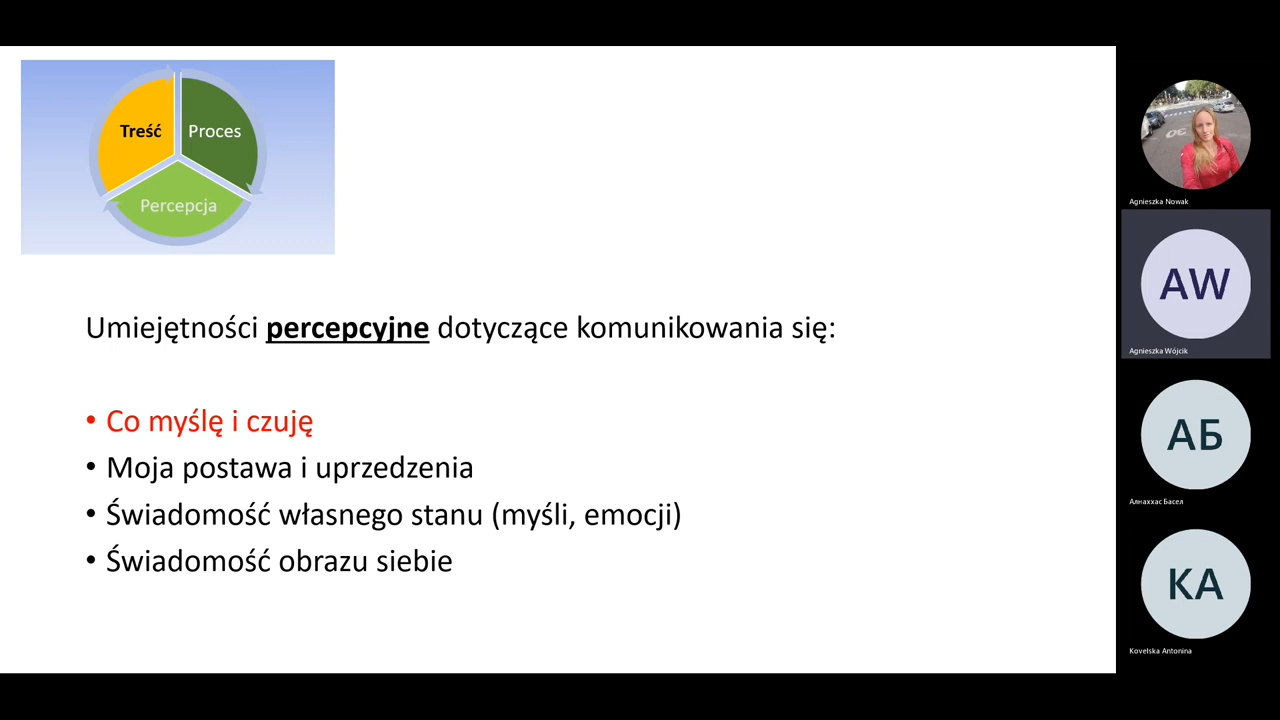 Treść
Proces
Percepcja
Umiejętności percepcyjne dotyczące komunikowania się:
• Co myślę i czuję
• Moja postawa i uprzedzenia
• Świadomość własnego stanu (myśli, emocji)
• Świadomość obrazu siebie
Agnieszka Nowak
AW
Agnieszka Wójcik
АБ
Алнаххас Басел
KA
Kovelska Antonina